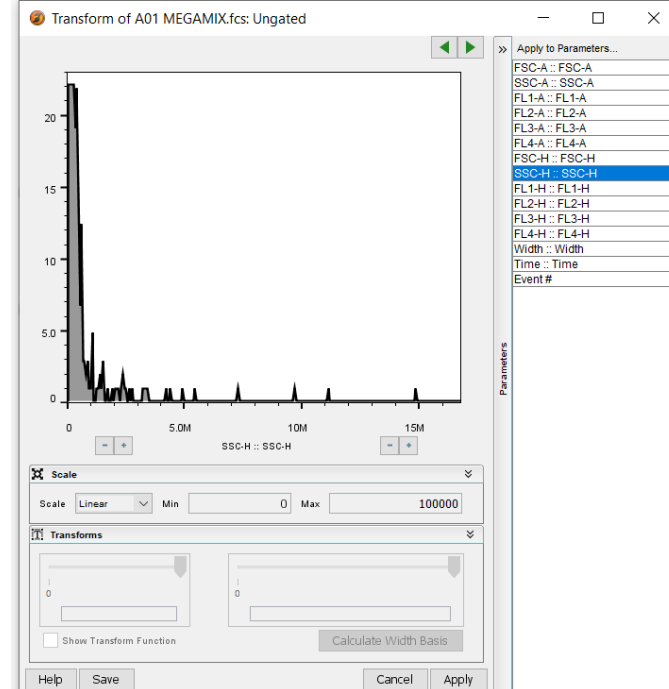 Transform of A01 MEGAMIX.fcs: Ungated
» Apply to Parameters...
FSC-A :: FSC-A
SSC-A :: SSC-A
FL1-A :: FL1-A
FL2-A :: FL2-A
FL3-A :: FL3-A
FL4-A :: FL4-A
FSC-H :: FSC-H
SSC-H :: SSC-H
FL1-H :: FL1-H
FL2-H :: FL2-H
FL3-H :: FL3-H
FL4-H :: FL4-H
Width :: Width
Time :: Time
Event #
Parameters
20
15
10
5.0
0
0 5.0M 10M 15M
- + SSC-H :: SSC-H - +
Scale
Scale Linear Min 0 Max 100000
[T] Transforms
0 0
Show Transform Function Calculate Width Basis
Help Save Cancel Apply